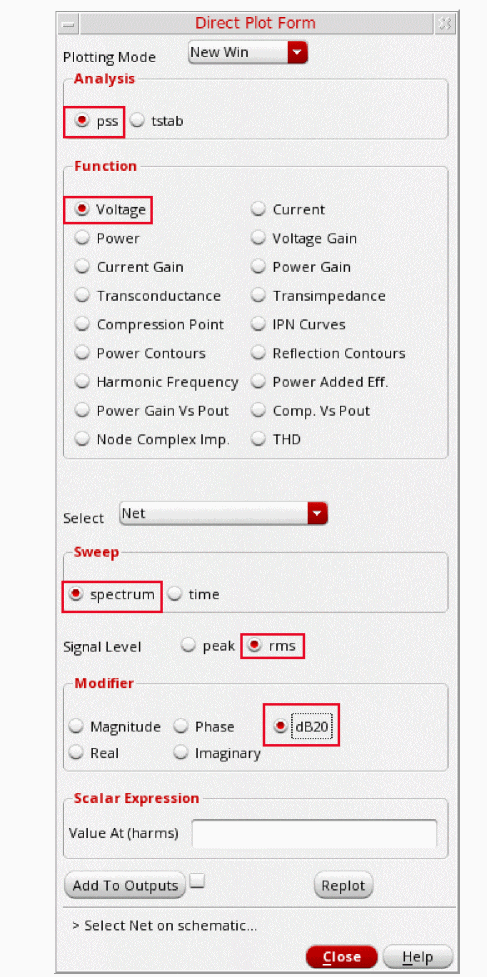 Direct Plot Form
Plotting Mode New Win
Analysis
pss tstab
Function
Voltage Current
Power Voltage Gain
Current Gain Power Gain
Transconductance Transimpedance
Compression Point IPN Curves
Power Contours Reflection Contours
Harmonic Frequency Power Added Eff.
Power Gain Vs Pout Comp. Vs Pout
Node Complex Imp. THD
Select Net
Sweep
spectrum time
Signal Level peak rms
Modifier
Magnitude Phase dB20
Real Imaginary
Scalar Expression
Value At (harms)
Add To Outputs Replot
> Select Net on schematic...
Close Help